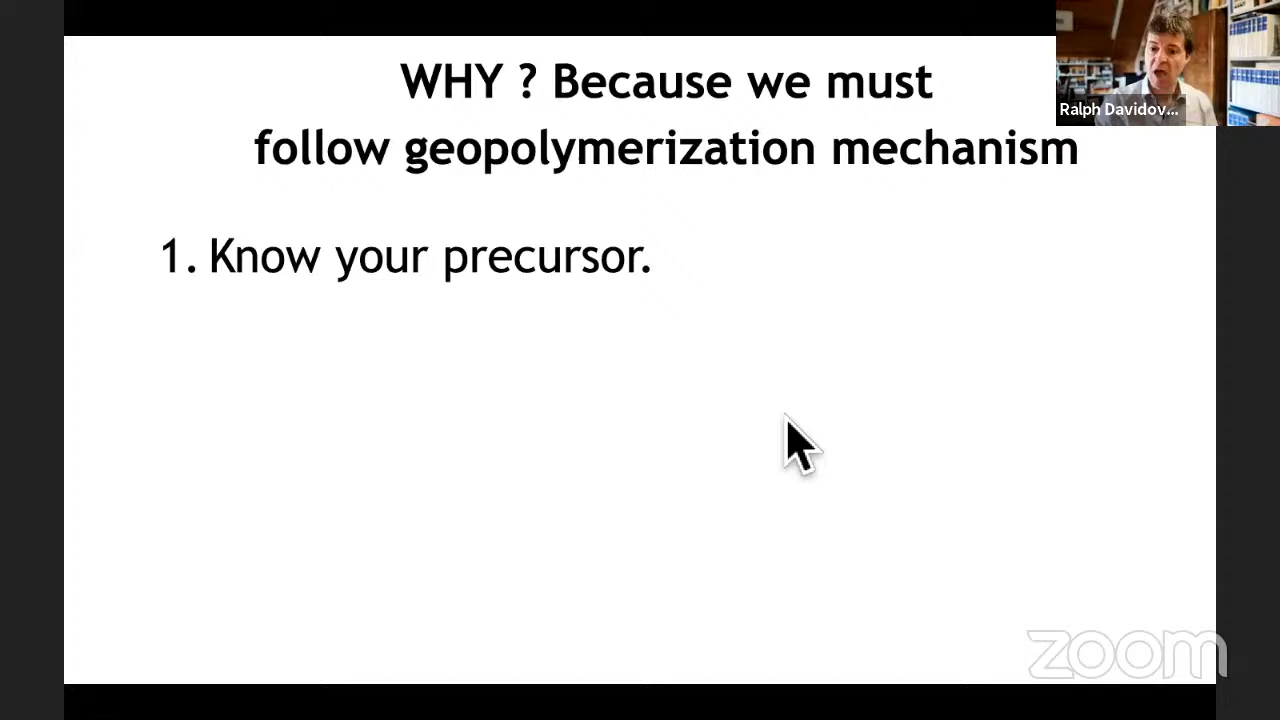 WHY ? Because we must
follow geopolymerization mechanism
Ralph Davidov...
1. Know your precursor.
zoom